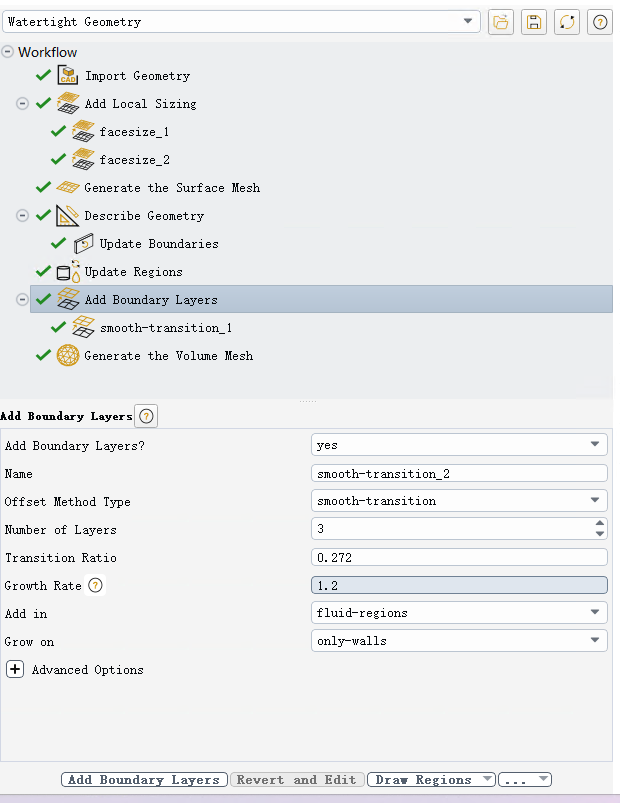 Watertight Geometry
Workflow
CAD Import Geometry
Add Local Sizing
facesize_1
facesize_2
Generate the Surface Mesh
Describe Geometry
Update Boundaries
Update Regions
Add Boundary Layers
smooth-transition_1
Generate the Volume Mesh
Add Boundary Layers ?
Add Boundary Layers? yes
Name smooth-transition_2
Offset Method Type smooth-transition
Number of Layers 3
Transition Ratio 0.272
Growth Rate ? 1.2
Add in fluid-regions
Grow on only-walls
+ Advanced Options
Add Boundary Layers Revert and Edit Draw Regions ...